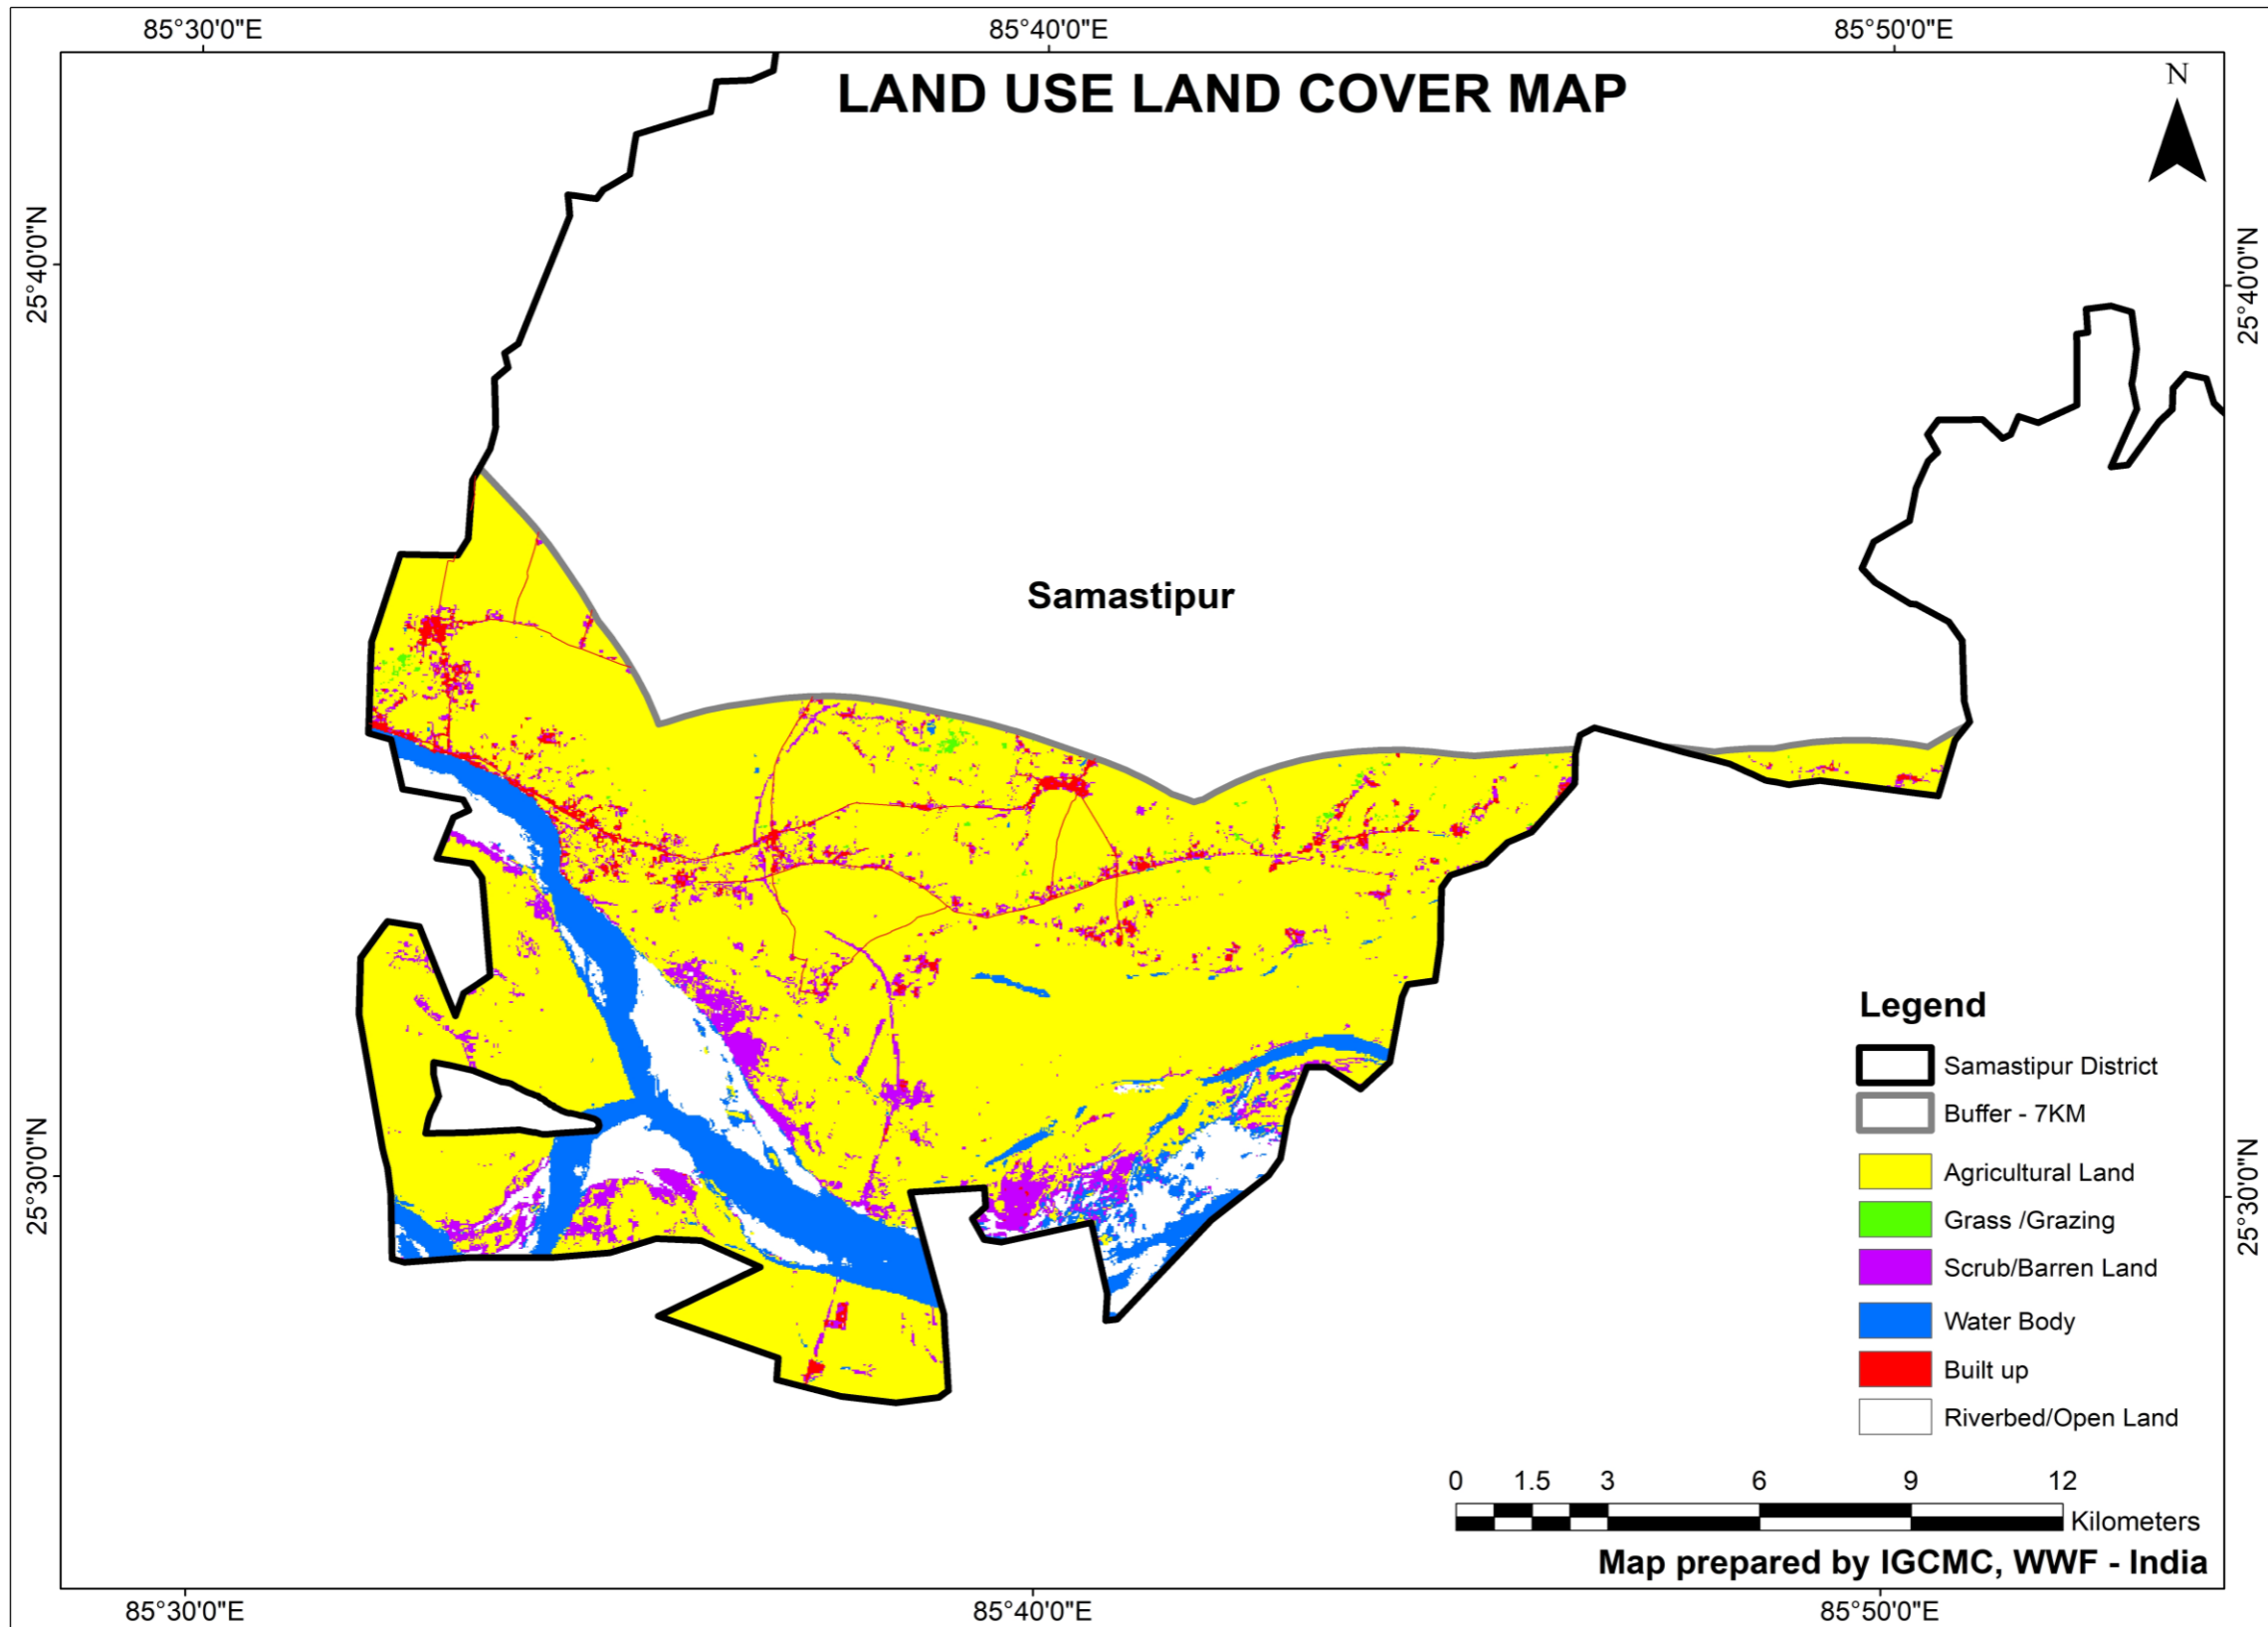 85°30'0"E
85°40'0"E
85°50'0"E
LAND USE LAND COVER MAP
N
25°40'0"N
25°40'0"N
Samastipur
Legend
Samastipur District
Buffer - 7KM
Agricultural Land
Grass /Grazing
Scrub/Barren Land
Water Body
Built up
Riverbed/Open Land
25°30'0"N
25°30'0"N
0 1.5 3 6 9 12
Kilometers
Map prepared by IGCMC, WWF - India
85°30'0"E
85°40'0"E
85°50'0"E